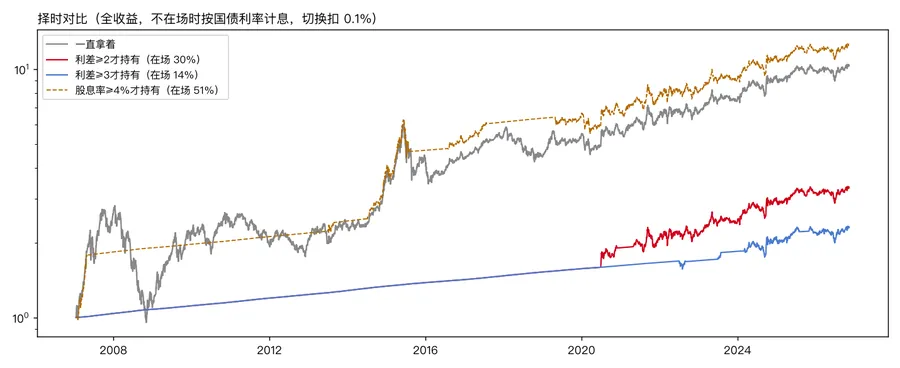 择时对比（全收益，不在场时按国债利率计息，切换扣 0.1%）
一直拿着
利差≥2才持有（在场 30%）
利差≥3才持有（在场 14%）
股息率≥4%才持有（在场 51%）
10¹
10⁰
2008 2012 2016 2020 2024